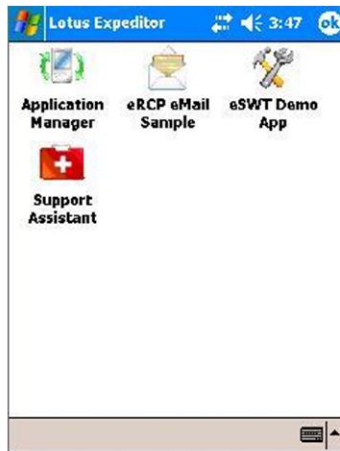 Lotus Expeditor 3:47 ok
Application
Manager
eRCP eMail
Sample
eSWT Demo
App
Support
Assistant